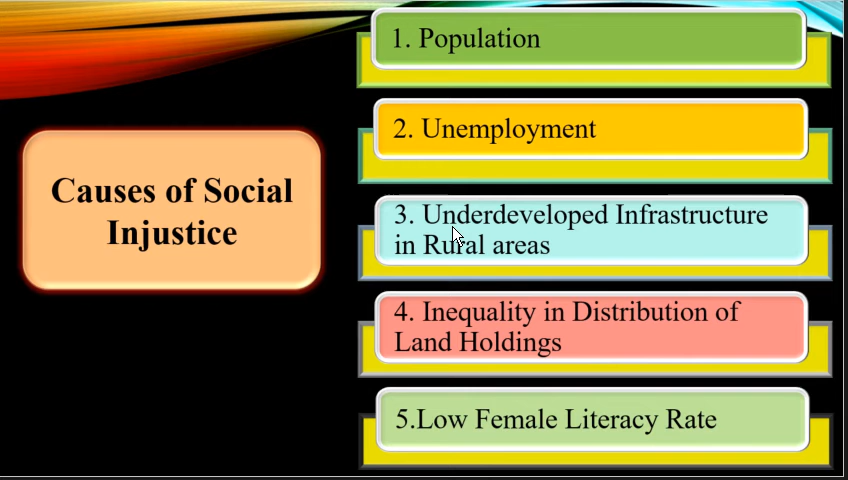 Causes of Social
Injustice
1. Population
2. Unemployment
3. Underdeveloped Infrastructure
in Rural areas
4. Inequality in Distribution of
Land Holdings
5.Low Female Literacy Rate